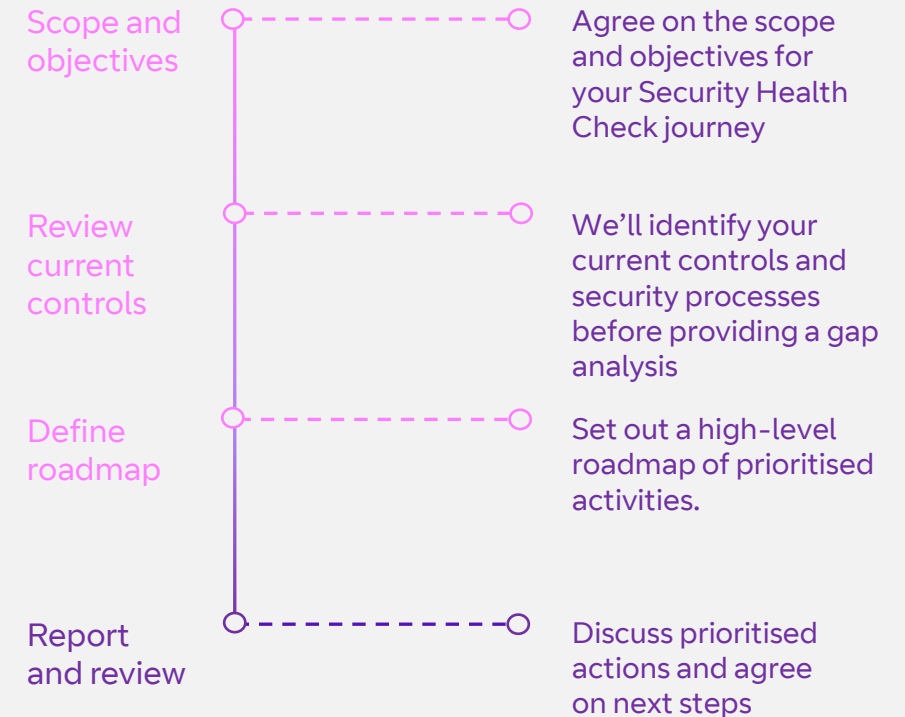 Scope and
objectives
Agree on the scope
and objectives for
your Security Health
Check journey
Review
current
controls
We’ll identify your
current controls and
security processes
before providing a gap
analysis
Define
roadmap
Set out a high-level
roadmap of prioritised
activities.
Report
and review
Discuss prioritised
actions and agree
on next steps